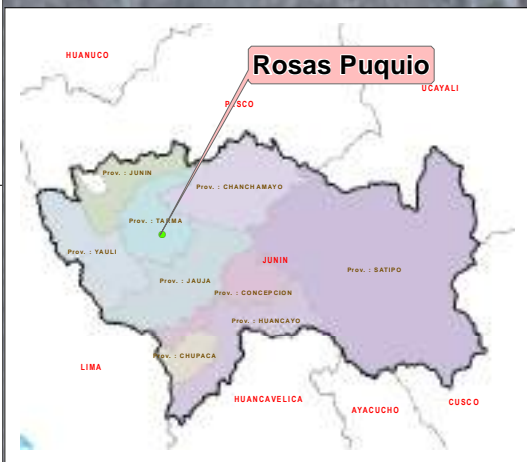 HUANUCO
Rosas Puquio
UCAYALI
PASCO
Prov. : JUNIN
Prov. : CHANCHAMAYO
Prov. : TARMA
Prov. : YAULI
JUNIN
Prov. : SATIPO
Prov. : JAUJA
Prov. : CONCEPCION
Prov. : HUANCAYO
Prov. : CHUPACA
LIMA
HUANCAVELICA
CUSCO
AYACUCHO